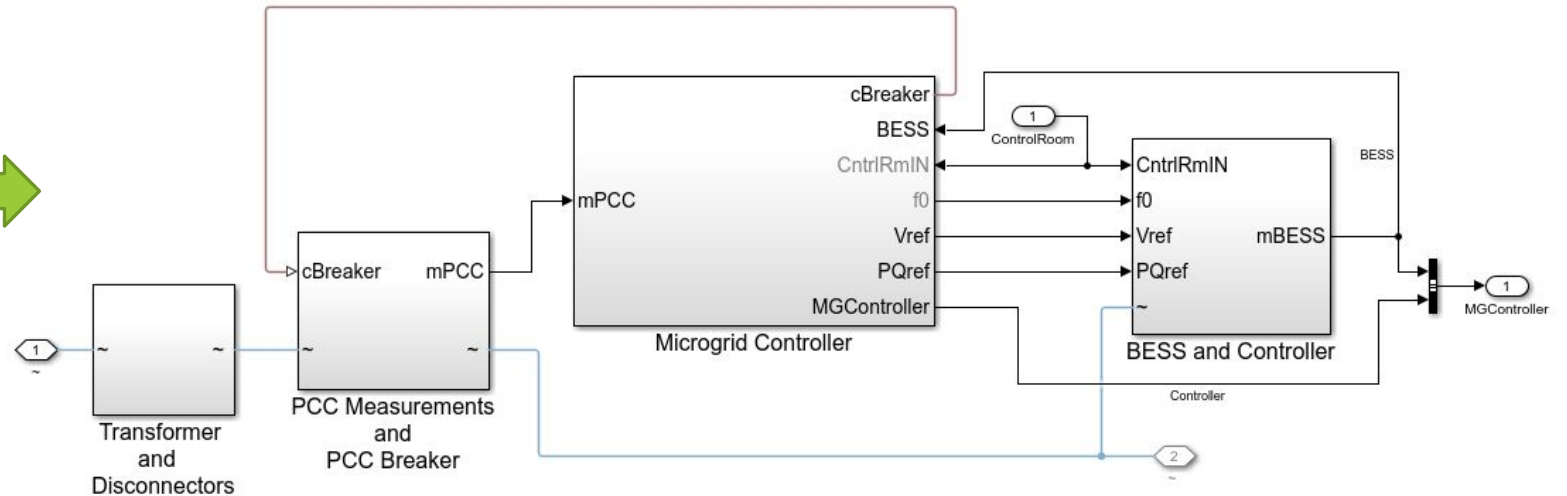 cBreaker
BESS
CntrlRmIN
f0
Vref
PQref
MGController
mPCC
Microgrid Controller
1
ControlRoom
BESS
CntrlRmIN
f0
Vref
PQref
~
mBESS
BESS and Controller
1
MGController
Controller
cBreaker
mPCC
~
~
PCC Measurements
and
PCC Breaker
1
~
~
~
Transformer
and
Disconnectors
2
~